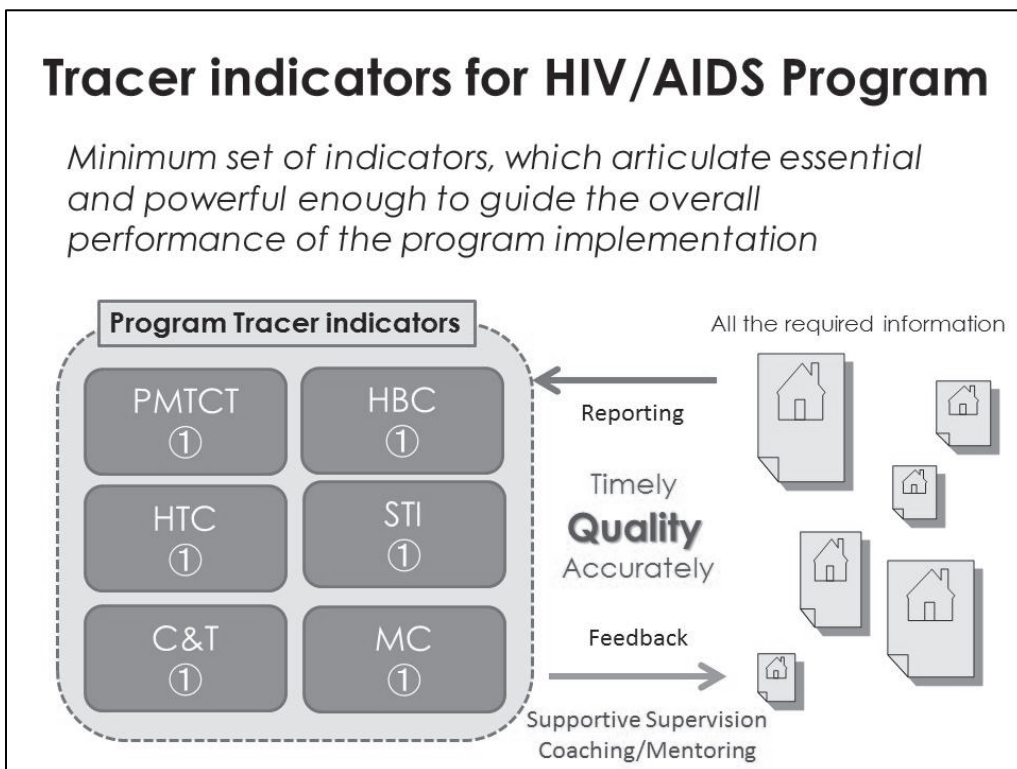 Tracer indicators for HIV/AIDS Program
Minimum set of indicators, which articulate essential
and powerful enough to guide the overall
performance of the program implementation
Program Tracer indicators
PMTCT
①
HBC
①
HTC
①
STI
①
C&T
①
MC
①
All the required information
Reporting
Timely
Quality
Accurately
Feedback
Supportive Supervision
Coaching/Mentoring